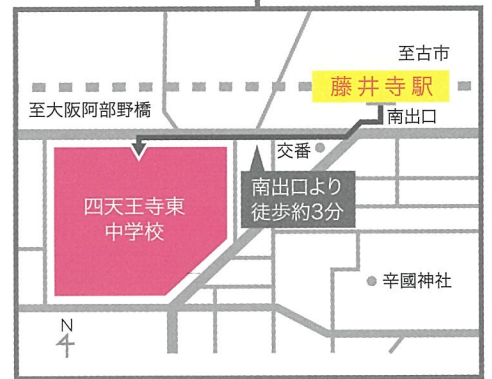 至古市
藤井寺駅
至大阪阿部野橋
南出口
交番
南出口より
徒歩約3分
四天王寺東
中学校
辛國神社
N